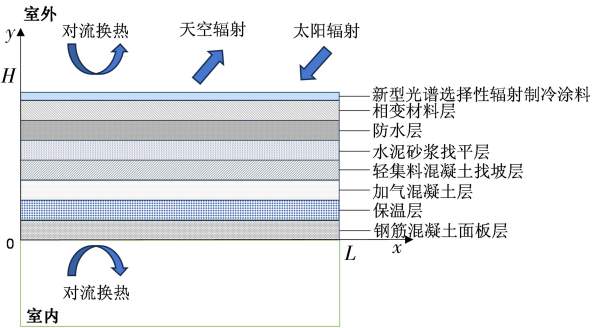 室外
y
对流换热
天空辐射
太阳辐射
H
新型光谱选择性辐射制冷涂料
相变材料层
防水层
水泥砂浆找平层
轻集料混凝土找坡层
加气混凝土层
保温层
钢筋混凝土面板层
0
L
x
对流换热
室内